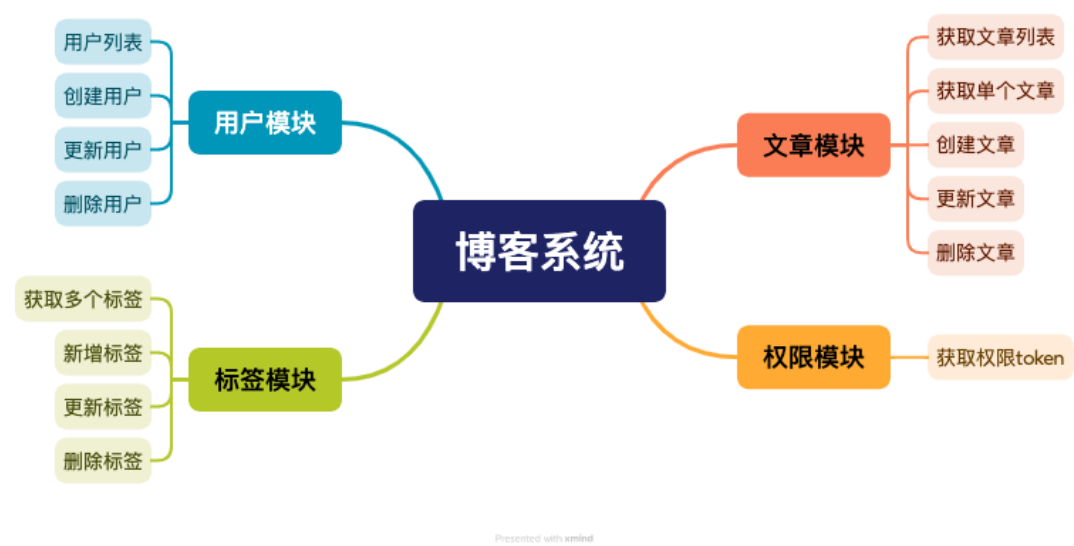 博客系统
用户模块
用户列表
创建用户
更新用户
删除用户
标签模块
获取多个标签
新增标签
更新标签
删除标签
文章模块
获取文章列表
获取单个文章
创建文章
更新文章
删除文章
权限模块
获取权限token
Presented with xmind